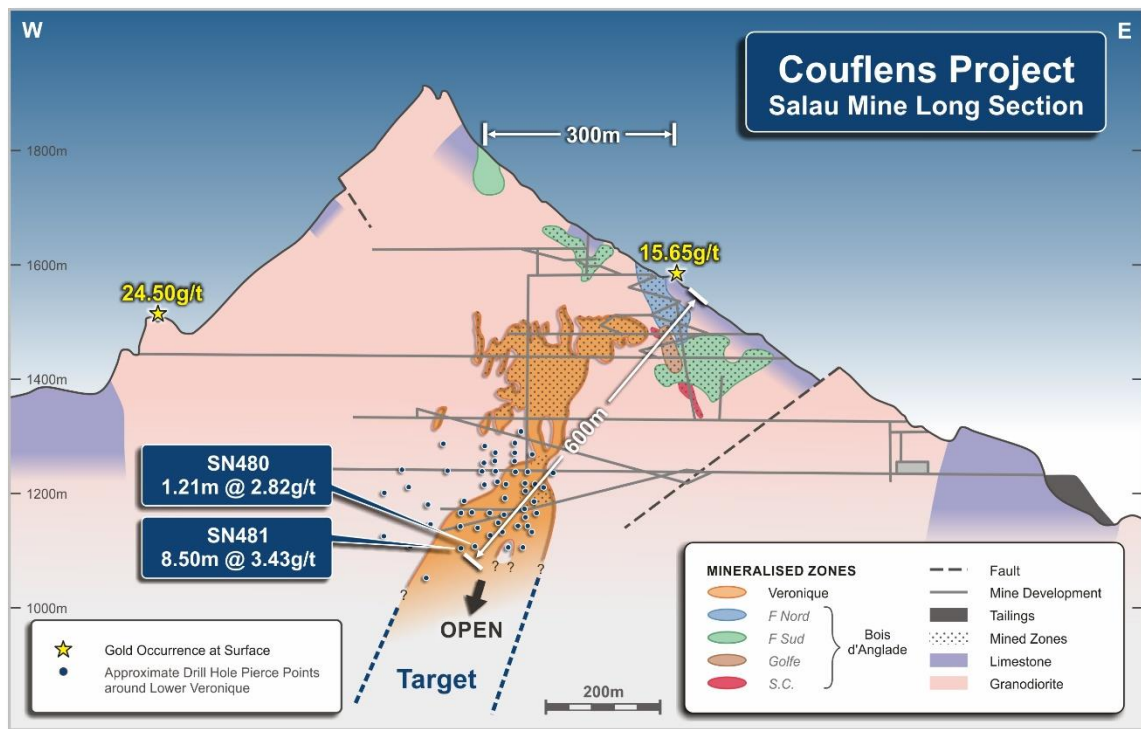 W
E
Couflens Project
Salau Mine Long Section
300m
1800m
1600m
1400m
1200m
1000m
24.50g/t
15.65g/t
600m
SN480
1.21m @ 2.82g/t
SN481
8.50m @ 3.43g/t
?
? ?
?
?
OPEN
Target
200m
Gold Occurrence at Surface
Approximate Drill Hole Pierce Points
around Lower Veronique
MINERALISED ZONES
Veronique
F Nord
F Sud
Golfe
S.C.
Bois
d'Anglade
Fault
Mine Development
Tailings
Mined Zones
Limestone
Granodiorite